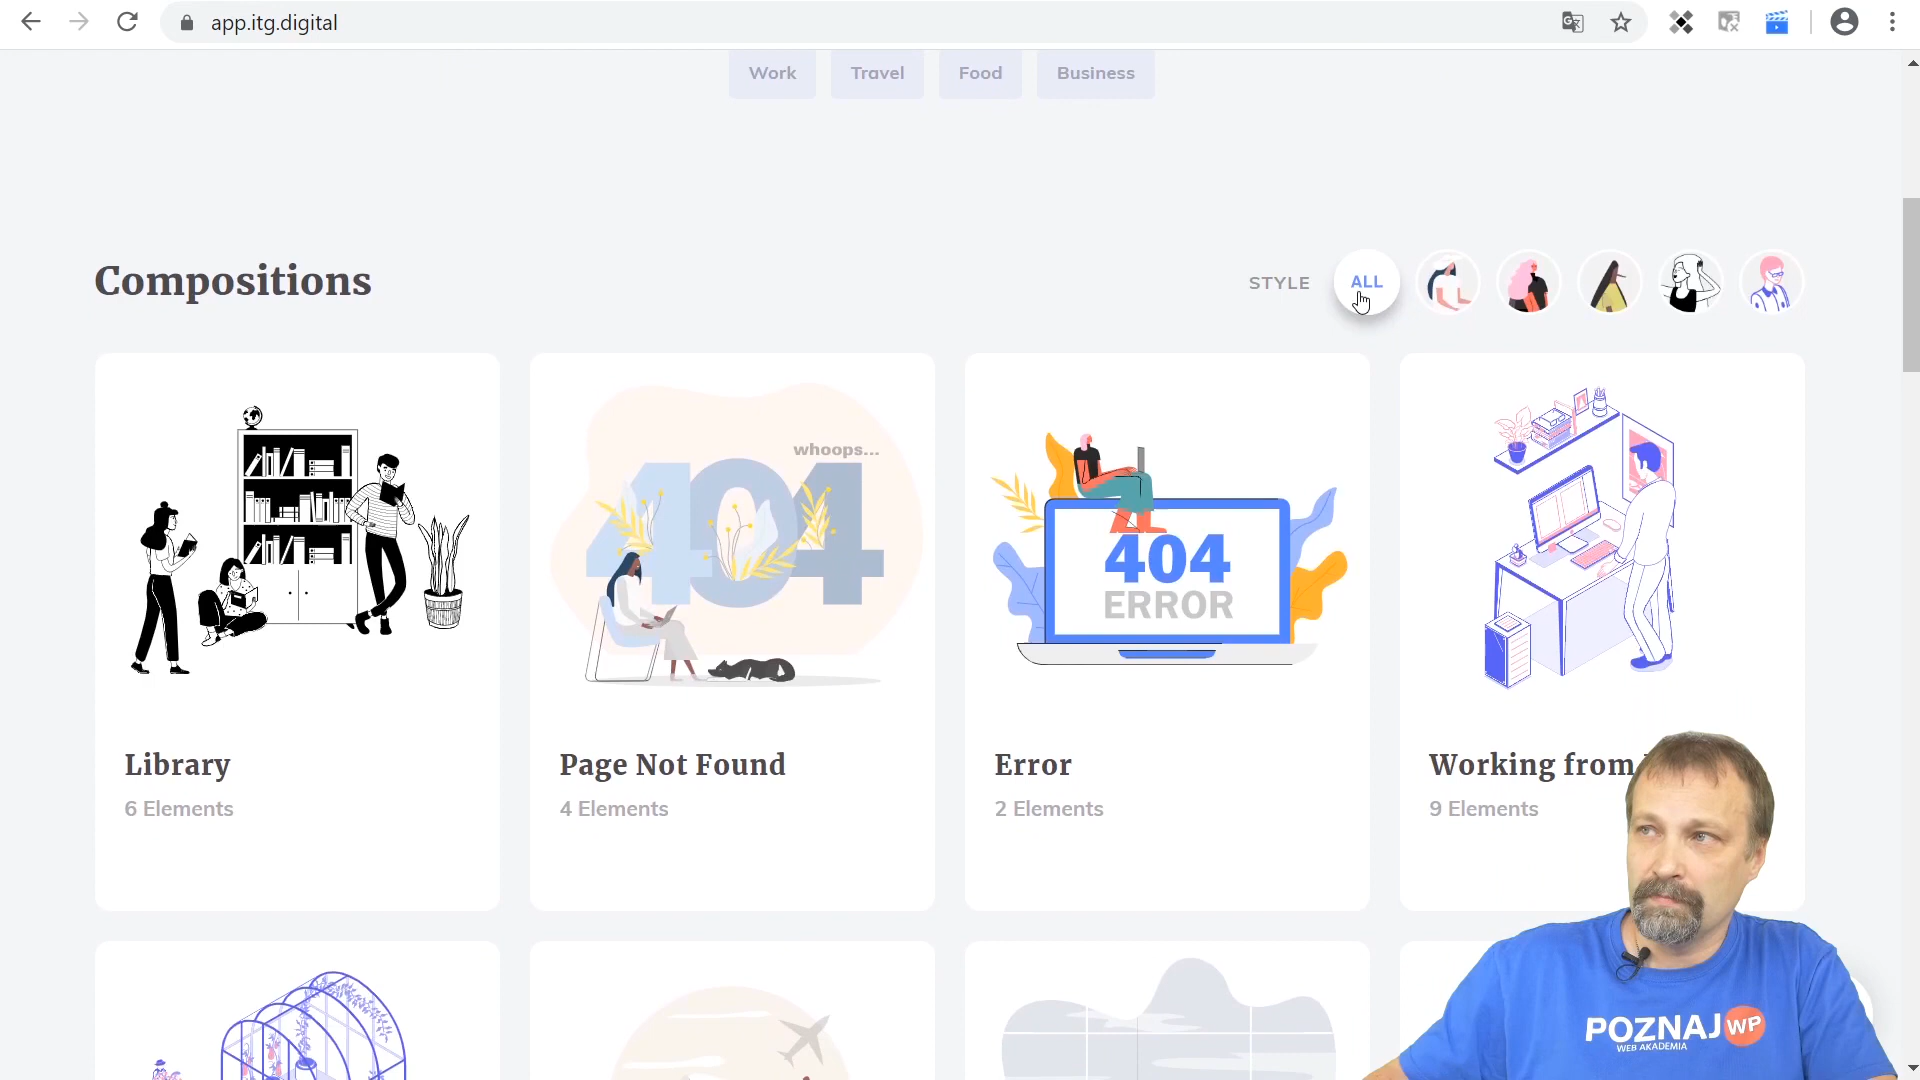 app.itg.digital
Work Travel Food Business
Compositions
STYLE ALL
whoops...
404
404
ERROR
Library
6 Elements
Page Not Found
4 Elements
Error
2 Elements
Working from
9 Elements
POZNAJ WP
WEB AKADEMIA